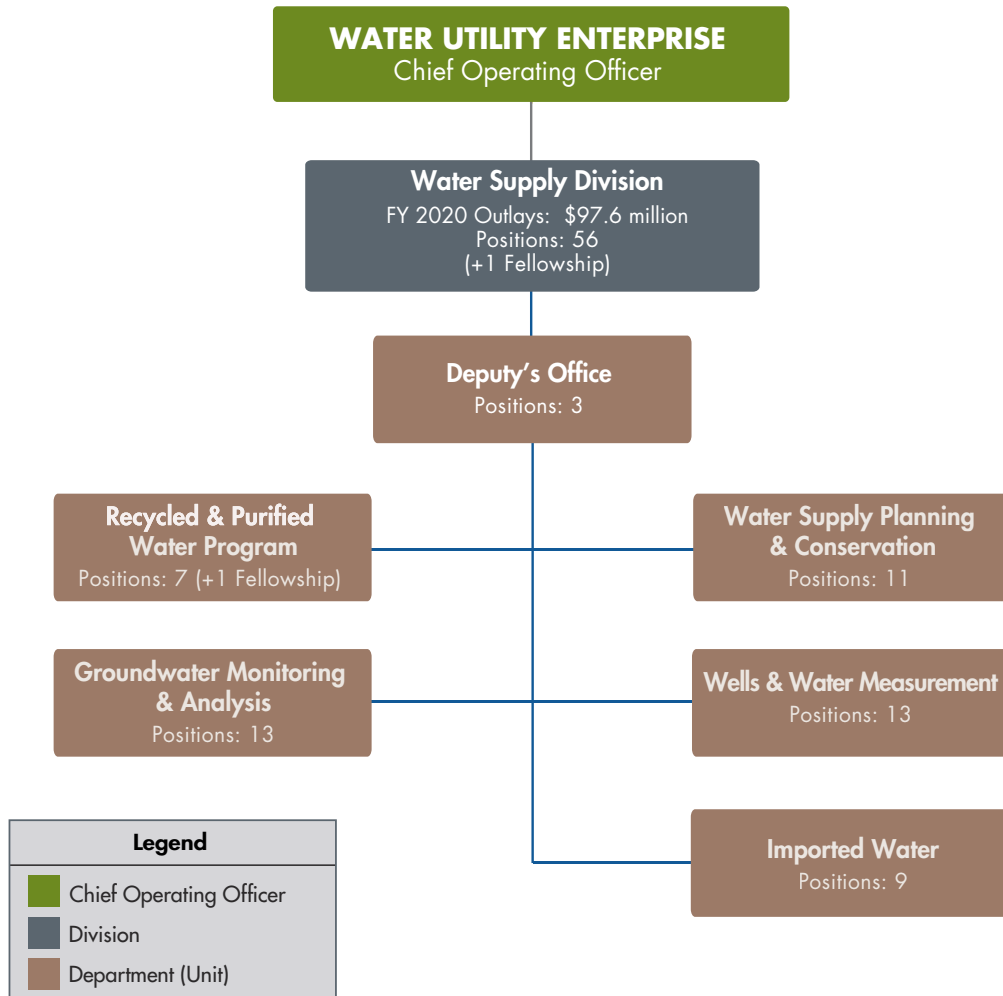 WATER UTILITY ENTERPRISE
Chief Operating Officer
Water Supply Division
FY 2020 Outlays: $97.6 million
Positions: 56
(+1 Fellowship)
Deputy’s Office
Positions: 3
Recycled & Purified
Water Program
Positions: 7 (+1 Fellowship)
Water Supply Planning
& Conservation
Positions: 11
Groundwater Monitoring
& Analysis
Positions: 13
Wells & Water Measurement
Positions: 13
Imported Water
Positions: 9
Legend
Chief Operating Officer
Division
Department (Unit)